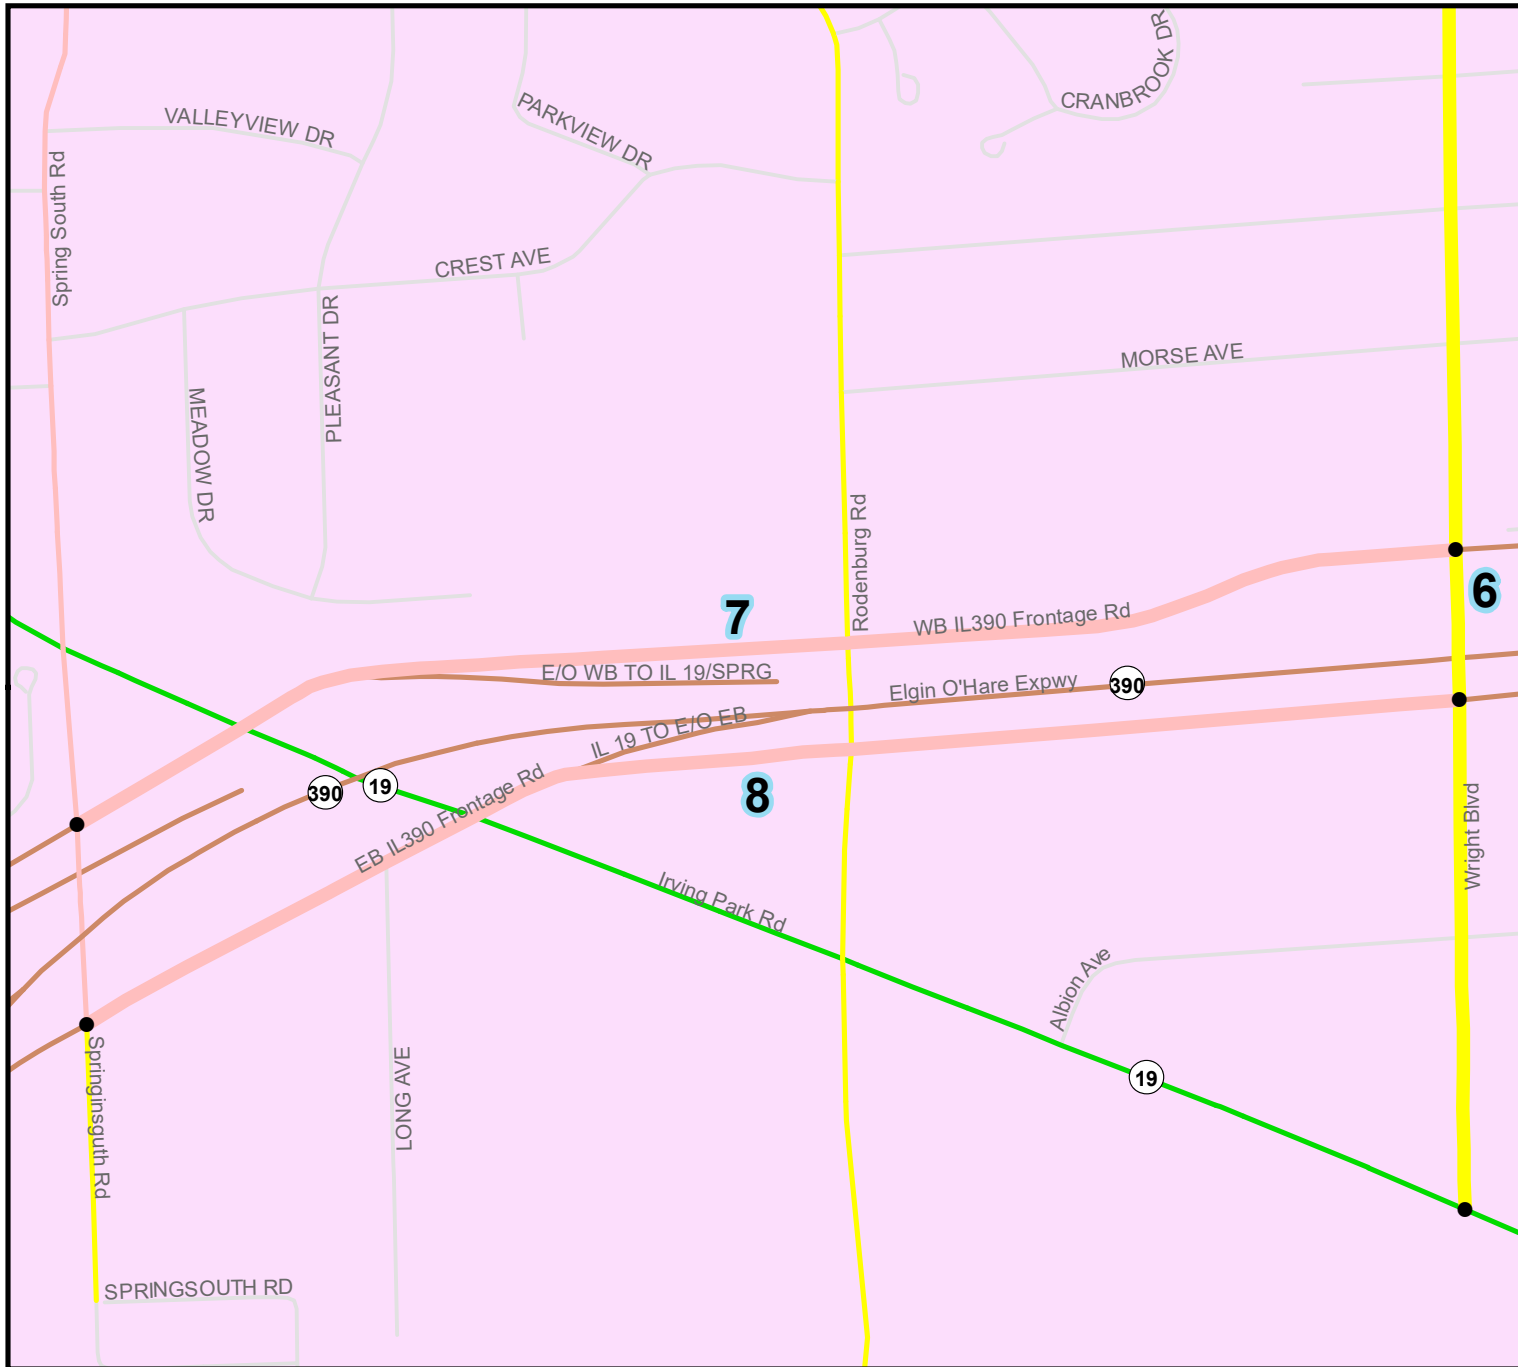 CRANBROOK DR
PARKVIEW DR
VALLEYVIEW DR
Spring South Rd
CREST AVE
PLEASANT DR
MORSE AVE
MEADOW DR
Rodenburg Rd
6
7
WB IL390 Frontage Rd
E/O WB TO IL 19/SPRG
Elgin O'Hare Expwy
390
IL 19 TO E/O EB
390
19
8
EB IL390 Frontage Rd
Wright Blvd
Irving Park Rd
Albion Ave
19
Springinsguth Rd
LONG AVE
SPRINGSOUTH RD